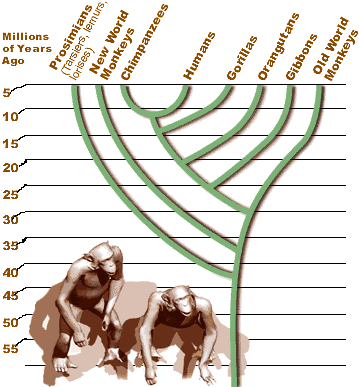 Millions
of Years
Ago
Prosimians
(Tarsiers, lemurs,
lorises)
New World
Monkeys
Chimpanzees
Humans
Gorillas
Orangutans
Gibbons
Old World
Monkeys
5
10
15
20
25
30
35
40
45
50
55